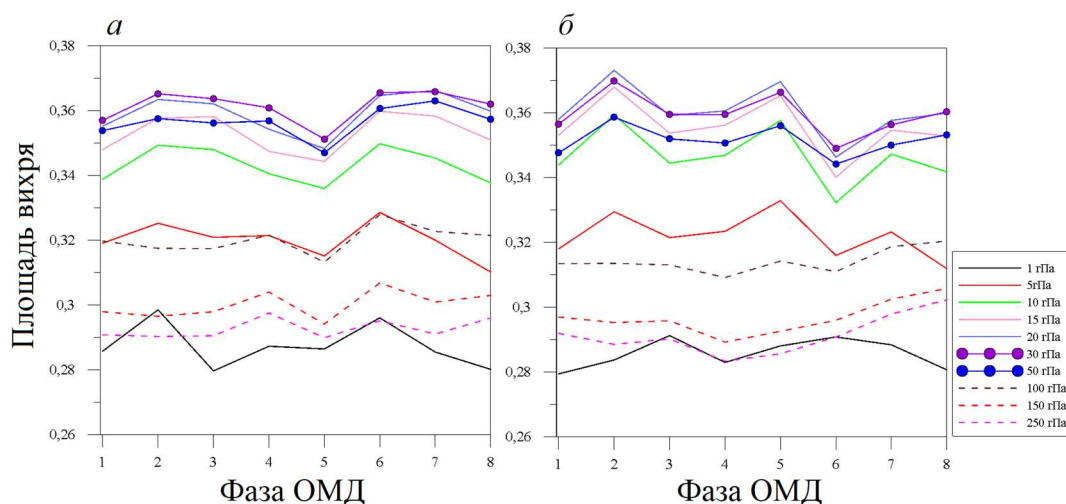 а
б
0,38
0,36
0,34
0,32
0,3
0,28
0,26
Площадь вихря
1 2 3 4 5 6 7 8
Фаза ОМД
0,38
0,36
0,34
0,32
0,3
0,28
0,26
1 2 3 4 5 6 7 8
Фаза ОМД
1 гПа
5гПа
10 гПа
15 гПа
20 гПа
30 гПа
50 гПа
100 гПа
150 гПа
250 гПа